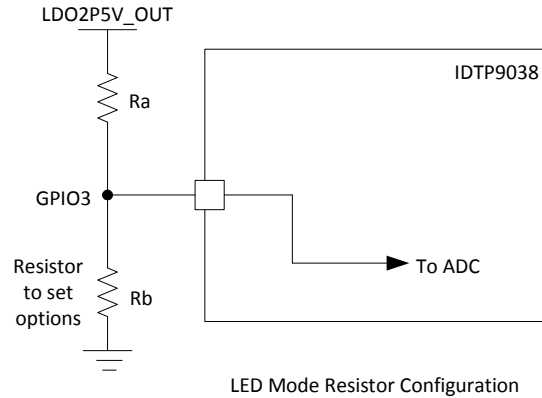 LDO2P5V_OUT
IDTP9038
Ra
GPIO3
To ADC
Resistor
to set
options
Rb
LED Mode Resistor Configuration